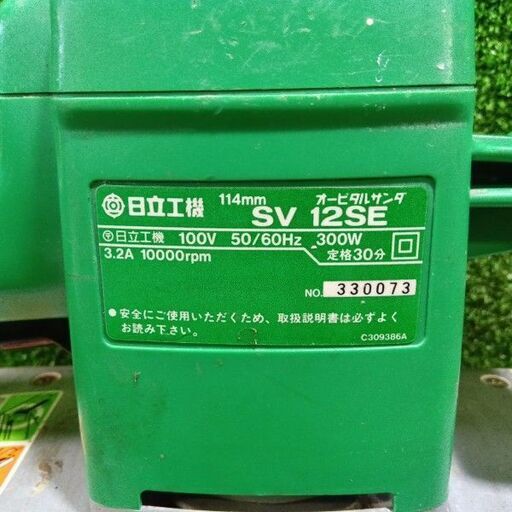 日立工機 114mm オービタルサンダ
SV 12SE
日立工機 100V 50/60Hz 300W
3.2A 10000rpm 定格30分
NO. 330073
●安全にご使用いただくため、取扱説明書は必ずよく
お読み下さい。
C309386A